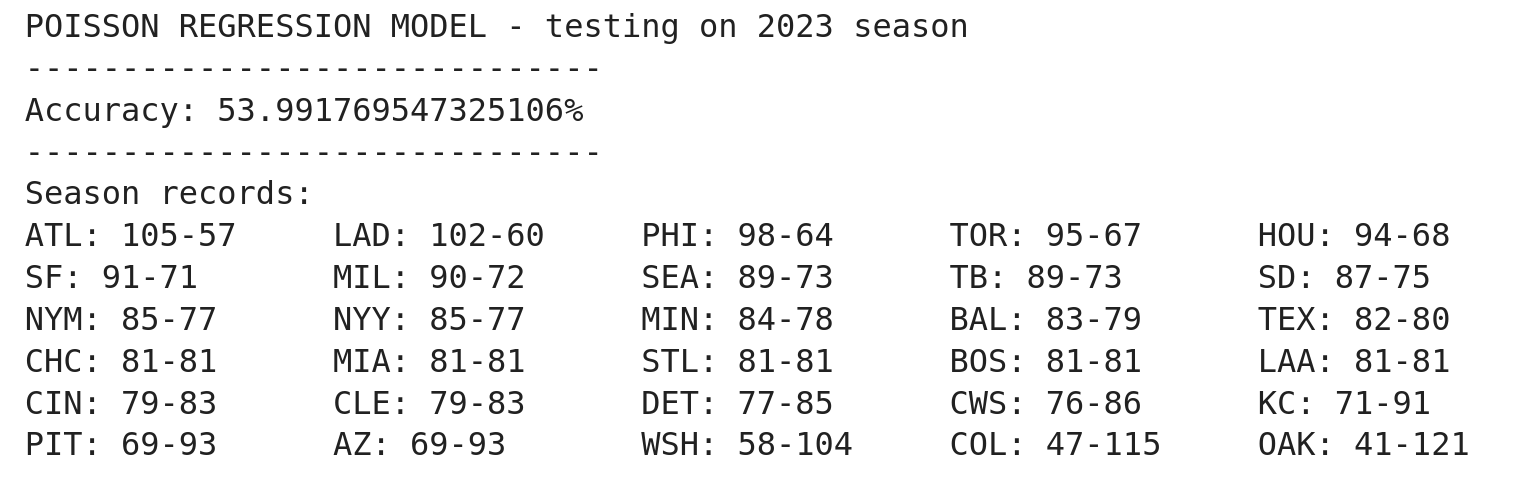 POISSON REGRESSION MODEL - testing on 2023 season
------------------------------
Accuracy: 53.991769547325106%
------------------------------
Season records:
ATL: 105-57     LAD: 102-60     PHI: 98-64      TOR: 95-67      HOU: 94-68
SF: 91-71       MIL: 90-72      SEA: 89-73      TB: 89-73       SD: 87-75
NYM: 85-77      NYY: 85-77      MIN: 84-78      BAL: 83-79      TEX: 82-80
CHC: 81-81      MIA: 81-81      STL: 81-81      BOS: 81-81      LAA: 81-81
CIN: 79-83      CLE: 79-83      DET: 77-85      CWS: 76-86      KC: 71-91
PIT: 69-93      AZ: 69-93       WSH: 58-104     COL: 47-115     OAK: 41-121